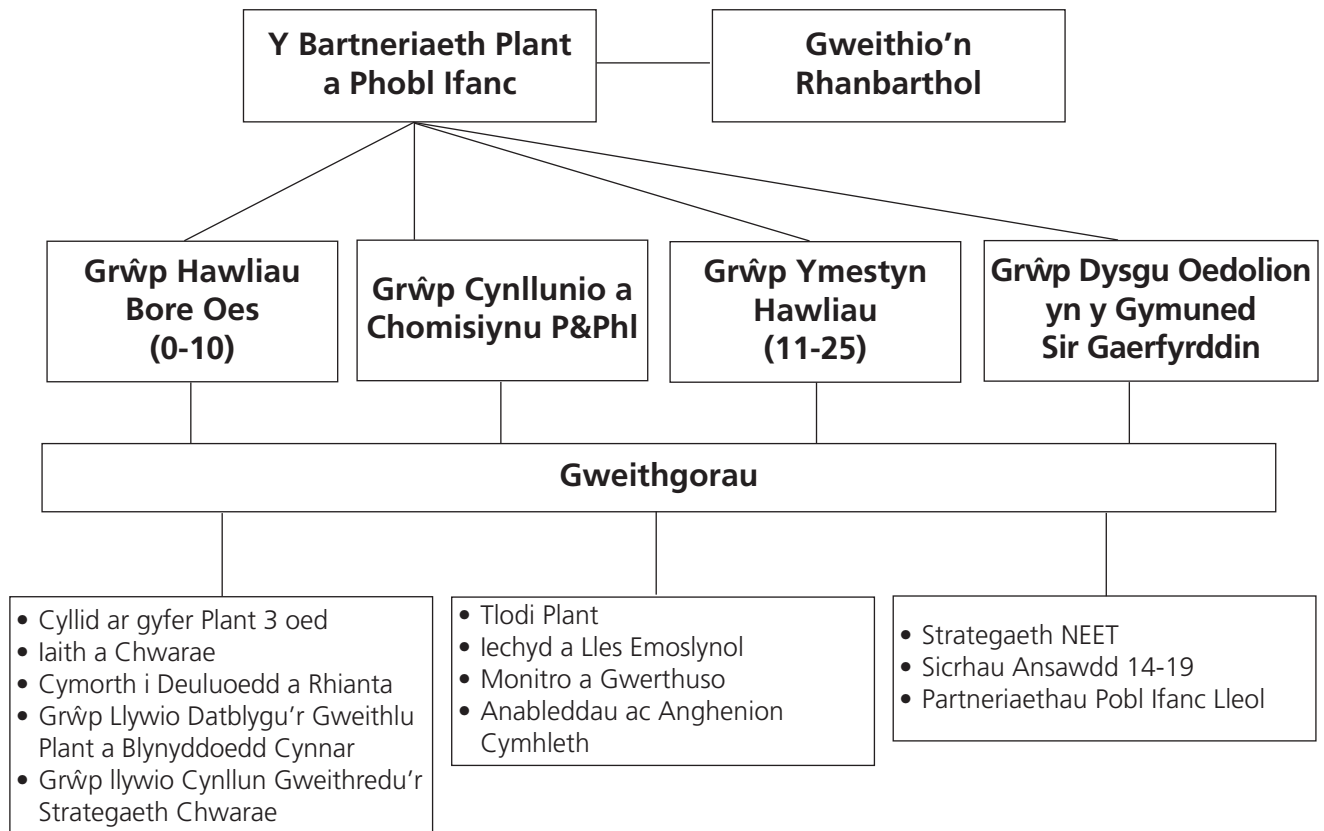 Y Bartneriaeth Plant
a Phobl Ifanc
Gweithio’n
Rhanbarthol
Grŵp Hawliau
Bore Oes
(0-10)
Grŵp Cynllunio a
Chomisiynu P&Phl
Grŵp Ymestyn
Hawliau
(11-25)
Grŵp Dysgu Oedolion
yn y Gymuned
Sir Gaerfyrddin
Gweithgorau
• Cyllid ar gyfer Plant 3 oed
• Iaith a Chwarae
• Cymorth i Deuluoedd a Rhianta
• Grŵp Llywio Datblygu’r Gweithlu
Plant a Blynyddoedd Cynnar
• Grŵp llywio Cynllun Gweithredu’r
Strategaeth Chwarae
• Tlodi Plant
• Iechyd a Lles Emoslynol
• Monitro a Gwerthuso
• Anableddau ac Anghenion
Cymhleth
• Strategaeth NEET
• Sicrhau Ansawdd 14-19
• Partneriaethau Pobl Ifanc Lleol